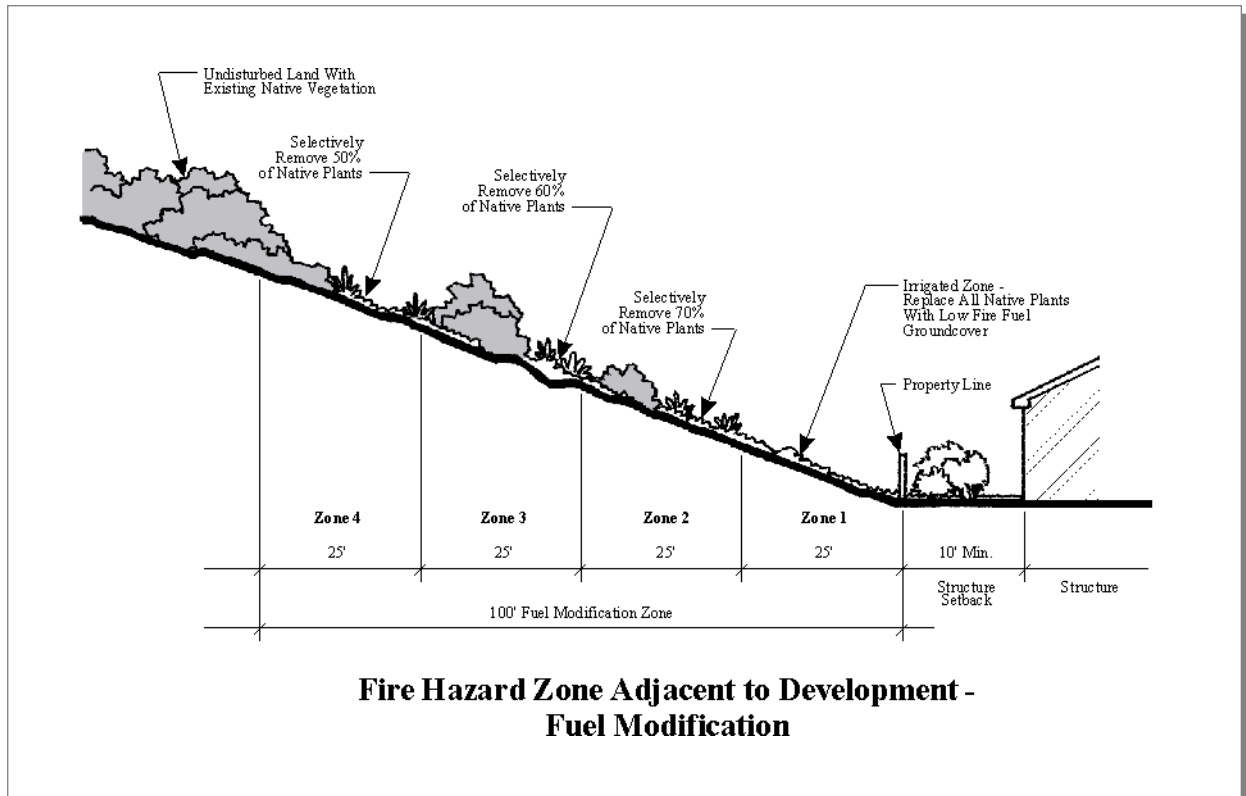 Undisturbed Land With
Existing Native Vegetation
Selectively
Remove 50%
of Native Plants
Selectively
Remove 60%
of Native Plants
Selectively
Remove 70%
of Native Plants
Irrigated Zone -
Replace All Native Plants
With Low Fire Fuel
Groundcover
Property Line
Zone 4
Zone 3
Zone 2
Zone 1
25'
25'
25'
25'
10' Min.
Structure
Setback
Structure
100' Fuel Modification Zone
Fire Hazard Zone Adjacent to Development -
Fuel Modification